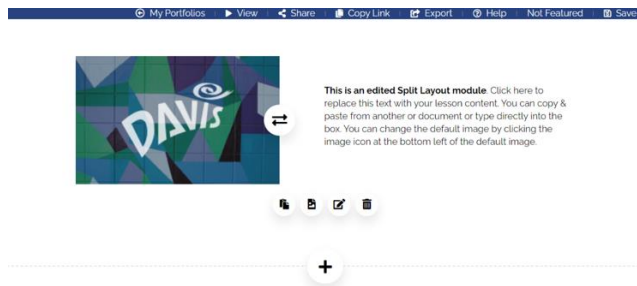 My Portfolios View Share Copy Link Export Help Not Featured Save
DAVIS
This is an edited Split Layout module. Click here to
replace this text with your lesson content. You can copy &
paste from another or document or type directly into the
box. You can change the default image by clicking the
image icon at the bottom left of the default image.